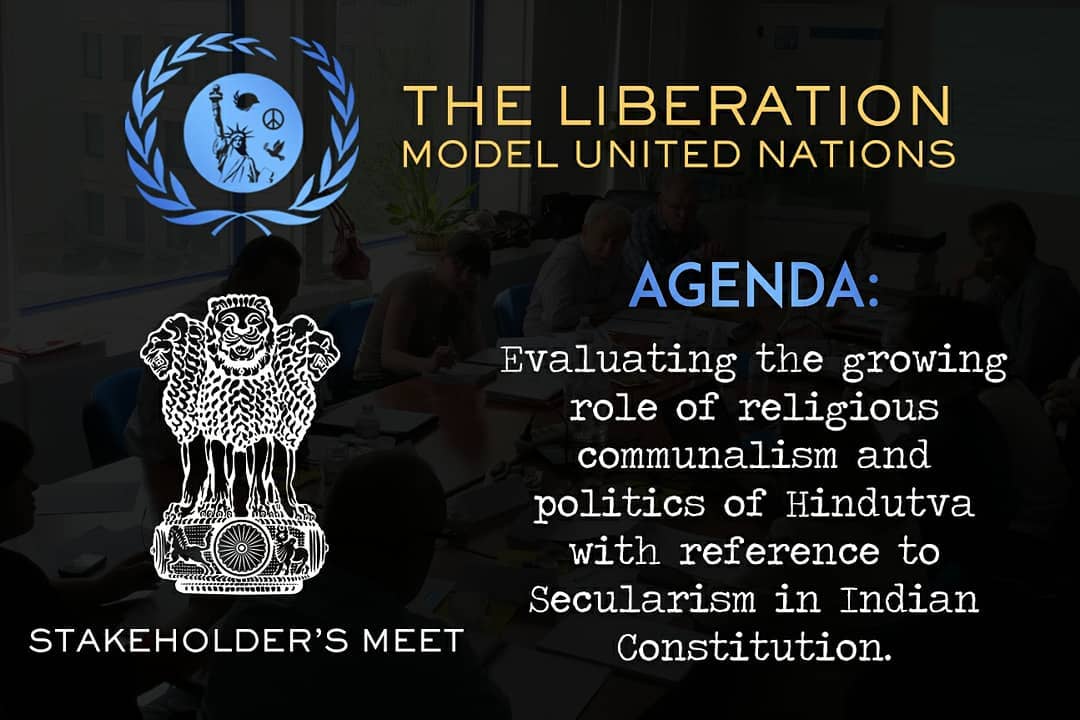 THE LIBERATION
MODEL UNITED NATIONS
AGENDA:
Evaluating the growing
role of religious
communalism and
politics of Hindutva
with reference to
Secularism in Indian
Constitution.
STAKEHOLDER'S MEET